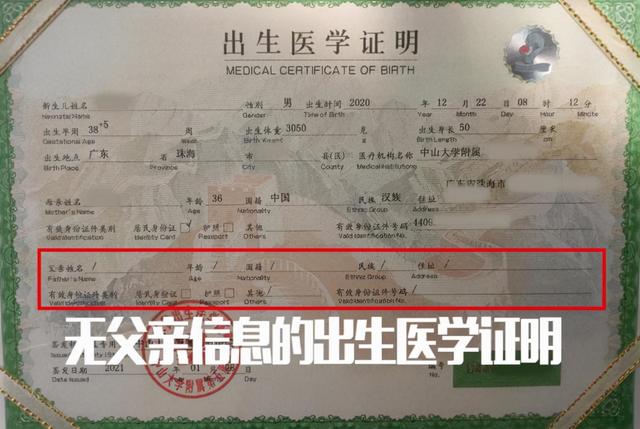 出生医学证明
MEDICAL CERTIFICATE OF BIRTH
新生儿姓名 性别 男 出生时间 2020 年 12 月 22 日 08 时 12 分
Neonatal Name Gender Time of Birth Year Month Day Hour Minute
出生孕周 38+5 周 出生体重 3050 克 出生身长 50 厘米
Gestational Age Week Birth Weight Birth Length cm
出生地点 广东 省 珠海 市 县(区) 医疗机构名称 中山大学附属
Birth Place Province City County Medical Institutions
广东省珠海市
母亲姓名 年龄 36 国籍 中国 民族 汉族 住址
Mother's Name Age Nationality Ethnic Group Address
有效身份证件类别 居民身份证 ✓ 护照 □ 其他 有效身份证件号码 4409
Valid Identification Identity Card Passport Others Valid Identification No.
父亲姓名 / 年龄 / 国籍 / 民族 / 住址 /
Father's Name Age Nationality Ethnic Group Address
有效身份证件类别 居民身份证 □ 护照 □ 其他 / 有效身份证件号码 /
Valid Identification Identity Card Passport Others Valid Identification No.
无父亲信息的出生医学证明
签发日期 2021 年 01 月
Date Issued